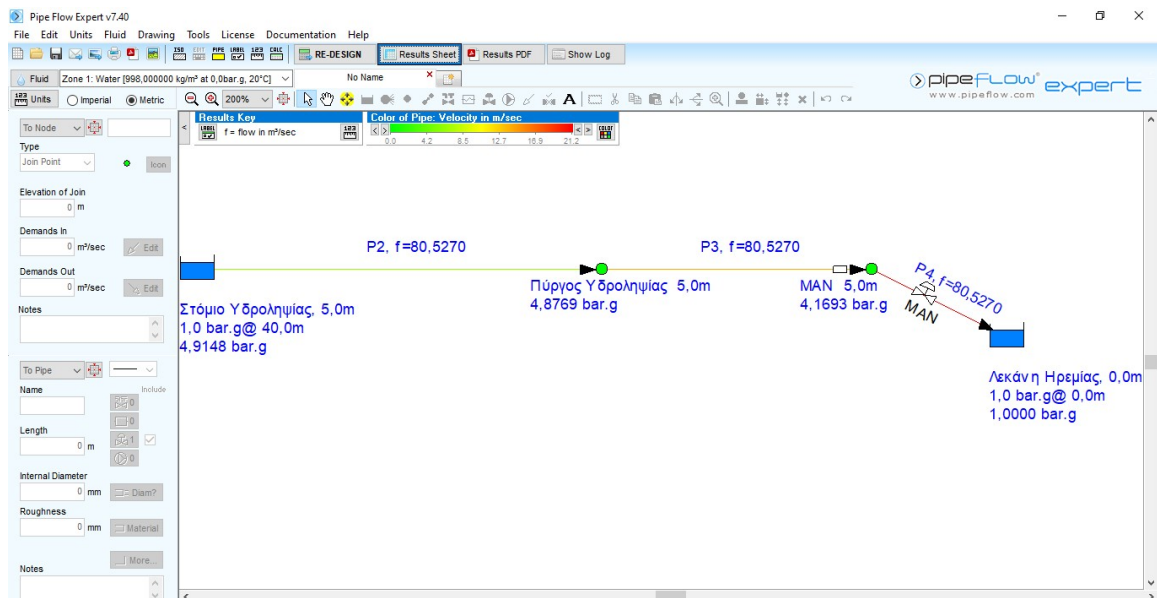 Pipe Flow Expert v7.40
File Edit Units Fluid Drawing Tools License Documentation Help
RE-DESIGN Results Sheet Results PDF Show Log
Fluid Zone 1: Water [998,000000 kg/m³ at 0,0bar.g, 20°C] No Name
pipeFLOW expert
www.pipeflow.com
Units Imperial Metric 200%
Results Key
f = flow in m³/sec
Color of Pipe: Velocity in m/sec
0.0 4.2 8.5 12.7 16.9 21.2
To Node
Type
Join Point Icon
Elevation of Join
0 m
Demands In
0 m³/sec Edit
Demands Out
0 m³/sec Edit
Notes
To Pipe
Name Include
0
0
Length
0 m 1
0
Internal Diameter
0 mm Diam?
Roughness
0 mm Material
More...
Notes
P2, f=80,5270
P3, f=80,5270
P4, f=80,5270
MAN
Στόμιο Υδροληψίας, 5,0m
1,0 bar.g@ 40,0m
4,9148 bar.g
Πύργος Υδροληψίας 5,0m
4,8769 bar.g
MAN 5,0m
4,1693 bar.g
Λεκάνη Ηρεμίας, 0,0m
1,0 bar.g@ 0,0m
1,0000 bar.g